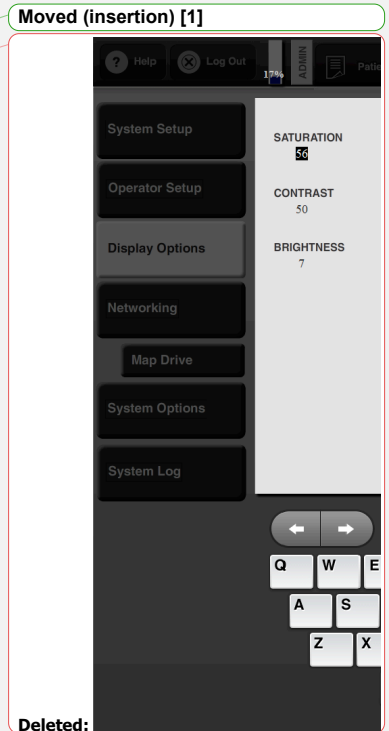 Moved (insertion) [1]
Help
Log Out
17%
ADMIN
Patie
System Setup
SATURATION
56
Operator Setup
CONTRAST
50
Display Options
BRIGHTNESS
7
Networking
Map Drive
System Options
System Log
Q W E
A S
Z X
Deleted: